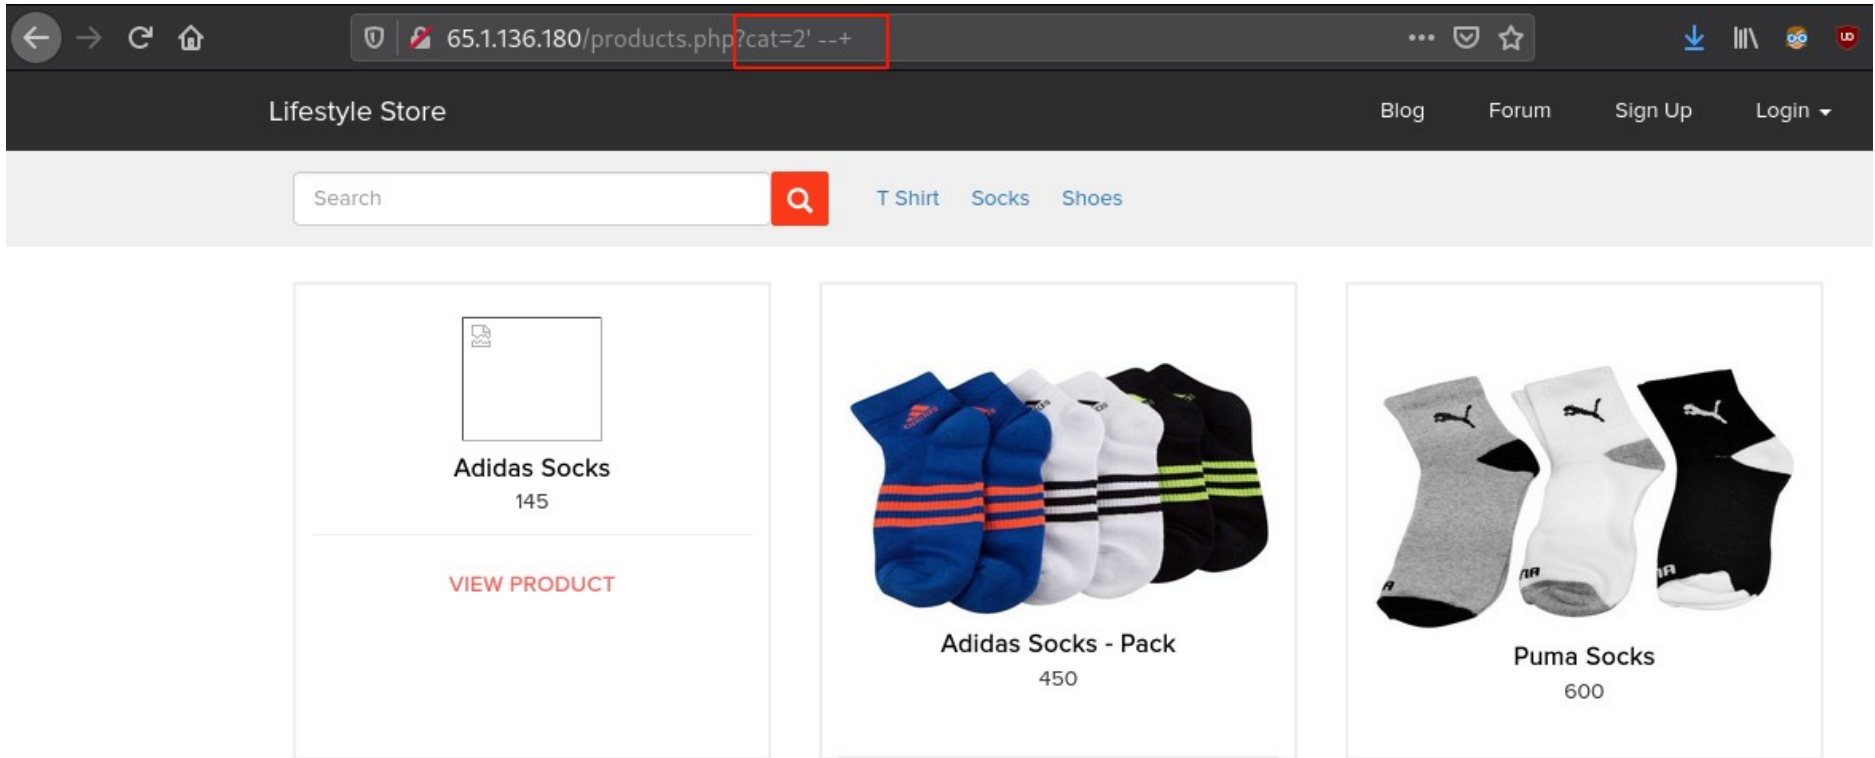 65.1.136.180/products.php?cat=2' --+
Lifestyle Store
Blog
Forum
Sign Up
Login
Search
T Shirt
Socks
Shoes
Adidas Socks
145
VIEW PRODUCT
Adidas Socks - Pack
450
Puma Socks
600